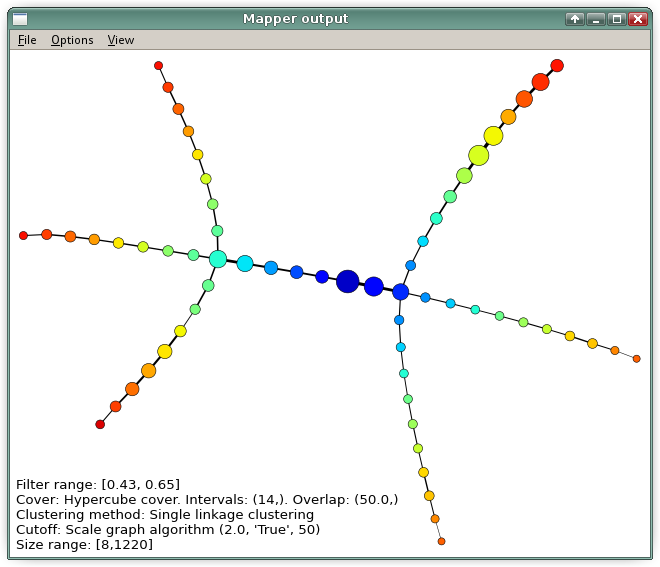 Mapper output
File Options View
Filter range: [0.43, 0.65]
Cover: Hypercube cover. Intervals: (14,). Overlap: (50.0,)
Clustering method: Single linkage clustering
Cutoff: Scale graph algorithm (2.0, 'True', 50)
Size range: [8,1220]